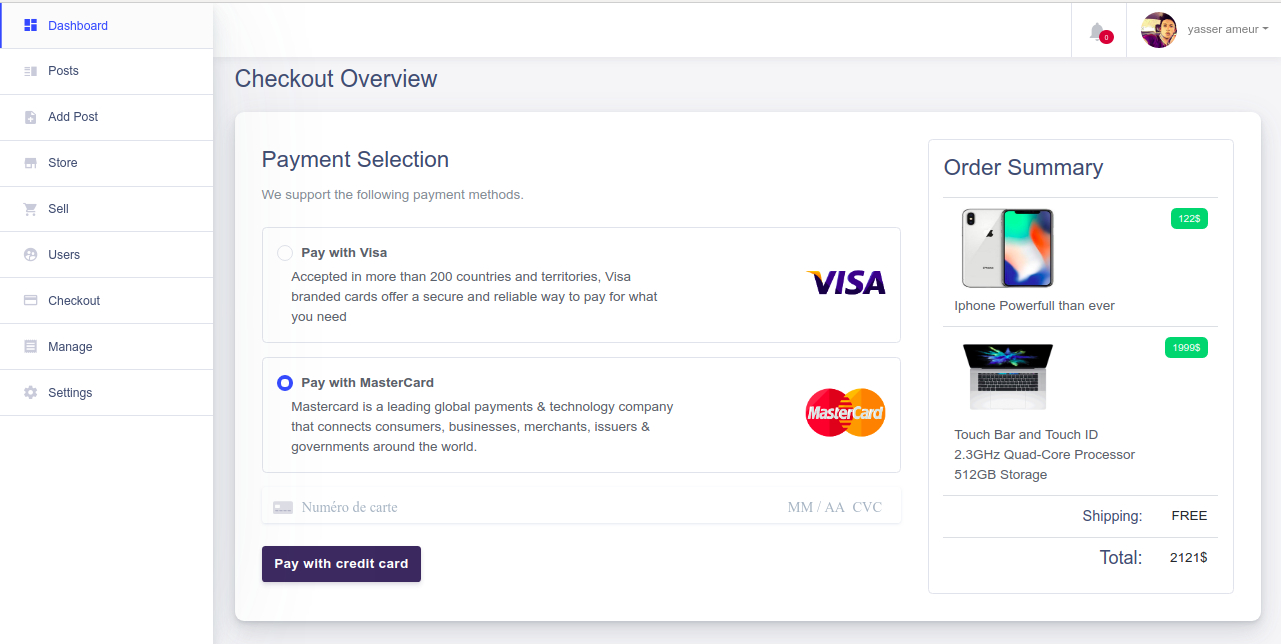 Dashboard
Posts
Add Post
Store
Sell
Users
Checkout
Manage
Settings
0
yasser ameur
Checkout Overview
Payment Selection
We support the following payment methods.
Pay with Visa
Accepted in more than 200 countries and territories, Visa
branded cards offer a secure and reliable way to pay for what
you need
VISA
Pay with MasterCard
Mastercard is a leading global payments & technology company
that connects consumers, businesses, merchants, issuers &
governments around the world.
MasterCard
Numéro de carte
MM / AA CVC
Pay with credit card
Order Summary
122$
Iphone Powerfull than ever
1999$
Touch Bar and Touch ID
2.3GHz Quad-Core Processor
512GB Storage
Shipping: FREE
Total: 2121$